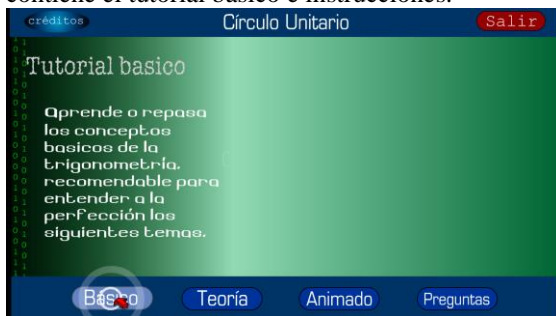 contiene el tutorial básico e instrucciones.
créditos
Círculo Unitario
Salir
Tutorial basico
Aprende o repasa
los conceptos
basicos de la
trigonometría.
recomendable para
entender a la
perfección los
siguientes temas.
Básico
Teoría
Animado
Preguntas